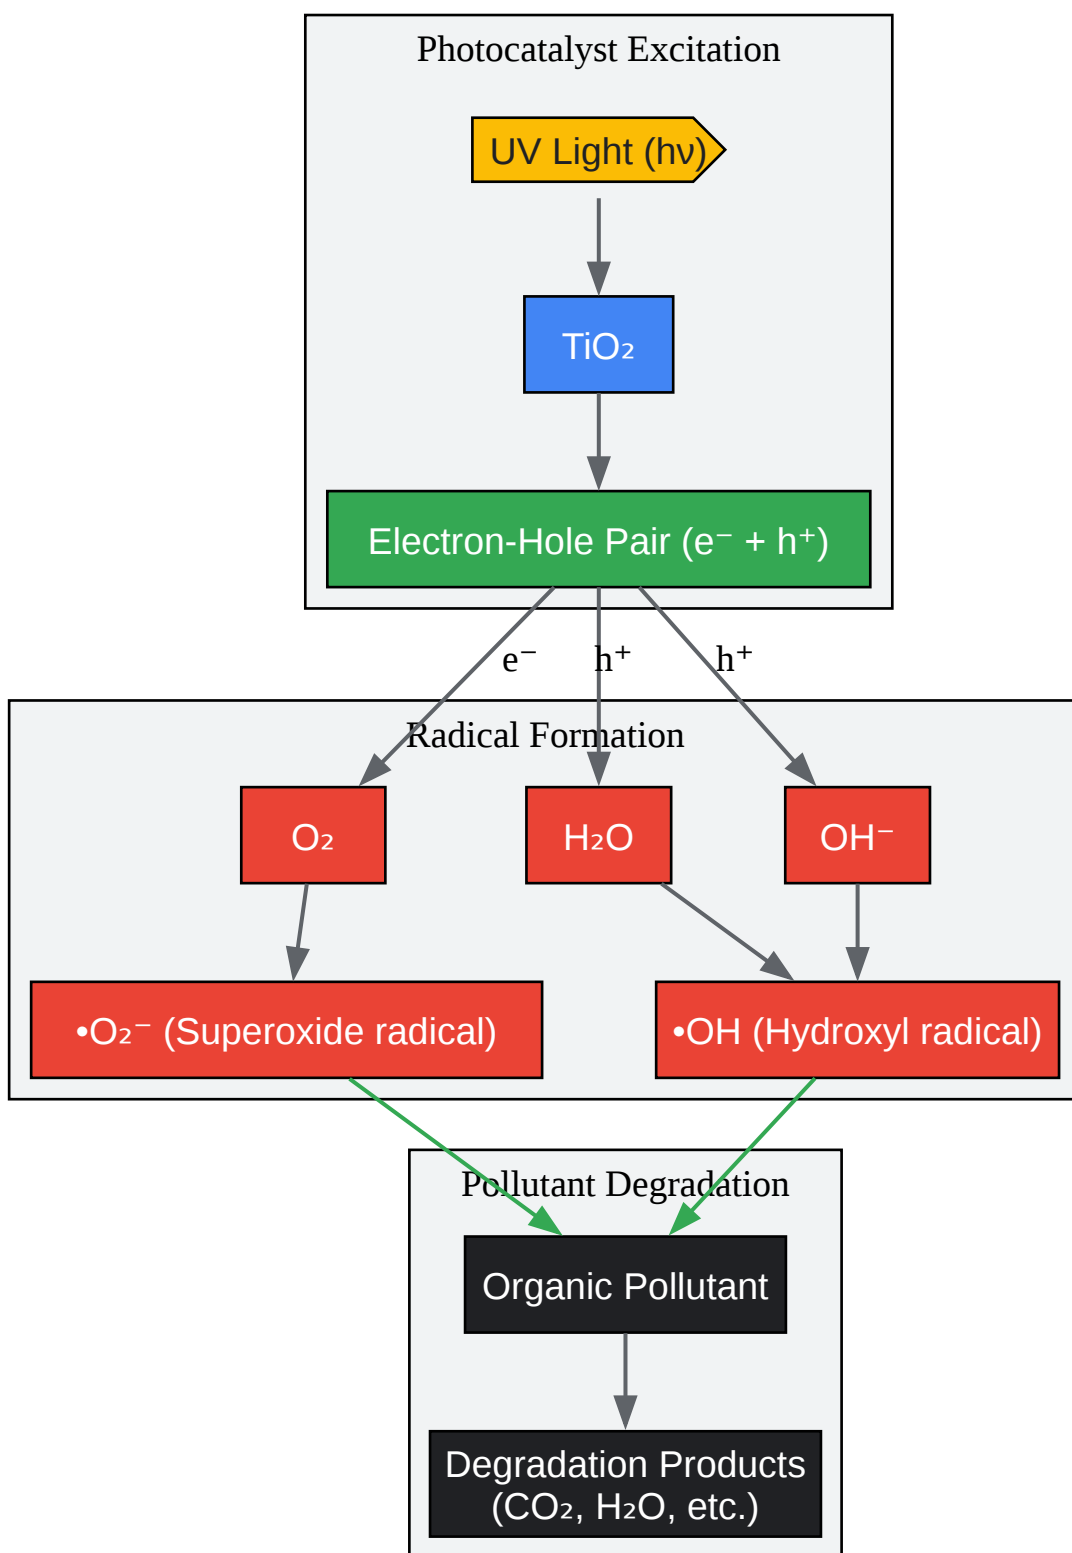 Photocatalyst Excitation
UV Light (hν)
TiO₂
Electron-Hole Pair (e⁻ + h⁺)
e⁻
h⁺
h⁺
Radical Formation
O₂
H₂O
OH⁻
•O₂⁻ (Superoxide radical)
•OH (Hydroxyl radical)
Pollutant Degradation
Organic Pollutant
Degradation Products
(CO₂, H₂O, etc.)